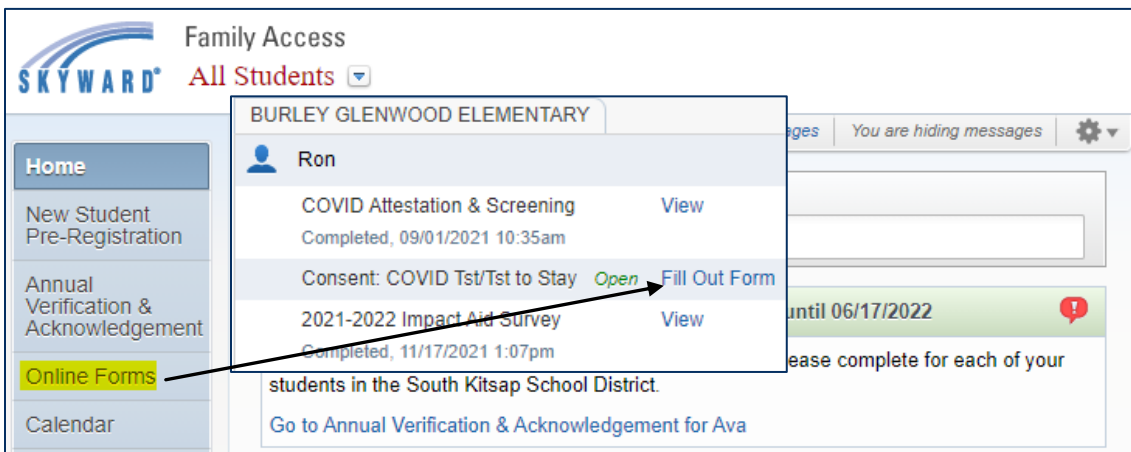 Family Access
SKYWARD®
All Students
BURLEY GLENWOOD ELEMENTARY
You are hiding messages
Home
Ron
New Student
Pre-Registration
COVID Attestation & Screening View
Completed, 09/01/2021 10:35am
Annual
Verification &
Acknowledgement
Consent: COVID Tst/Tst to Stay Open Fill Out Form
2021-2022 Impact Aid Survey View
Completed, 11/17/2021 1:07pm
until 06/17/2022
Online Forms
complete for each of your
students in the South Kitsap School District.
Calendar
Go to Annual Verification & Acknowledgement for Ava